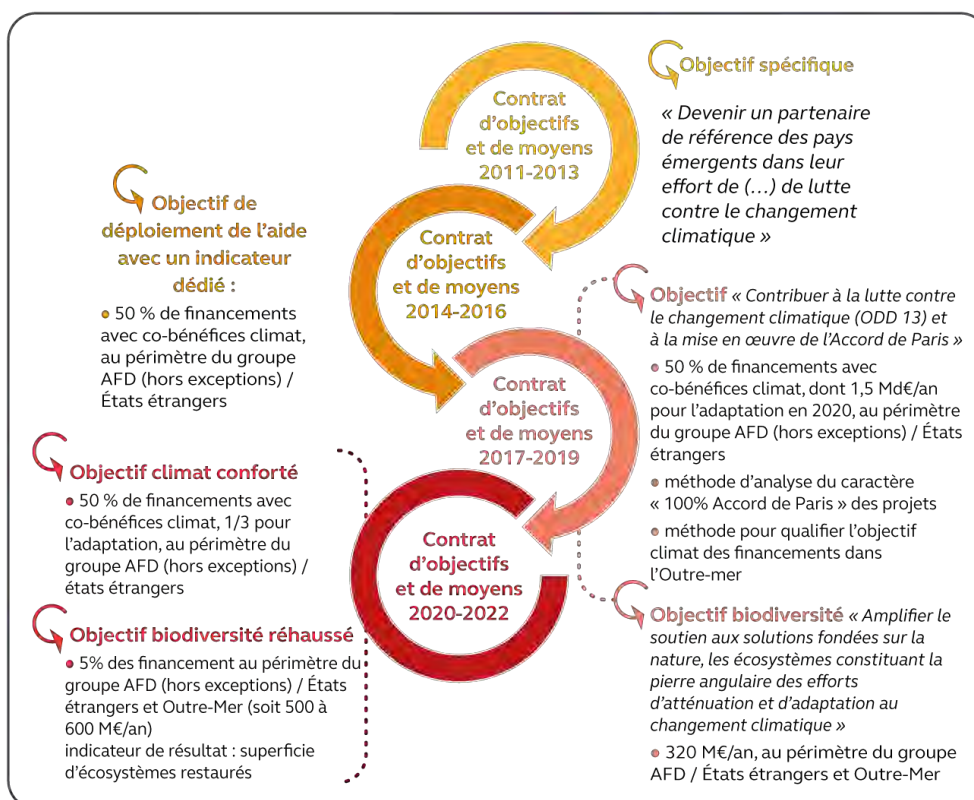 Contrat
d'objectifs
et de moyens
2011-2013
Objectif spécifique
« Devenir un partenaire
de référence des pays
émergents dans leur
effort de (...) de lutte
contre le changement
climatique »
Objectif de
déploiement de l'aide
avec un indicateur
dédié :
• 50 % de financements
avec co-bénéfices climat,
au périmètre du groupe
AFD (hors exceptions) /
États étrangers
Contrat
d'objectifs
et de moyens
2014-2016
Contrat
d'objectifs
et de moyens
2017-2019
Objectif « Contribuer à la lutte contre
le changement climatique (ODD 13) et
à la mise en œuvre de l'Accord de Paris »
• 50 % de financements avec
co-bénéfices climat, dont 1,5 Md€/an
pour l'adaptation en 2020, au périmètre
du groupe AFD (hors exceptions) / États
étrangers
• méthode d'analyse du caractère
« 100% Accord de Paris » des projets
• méthode pour qualifier l'objectif
climat des financements dans
l'Outre-mer
Objectif biodiversité « Amplifier le
soutien aux solutions fondées sur la
nature, les écosystèmes constituant la
pierre angulaire des efforts
d'atténuation et d'adaptation au
changement climatique »
• 320 M€/an, au périmètre du groupe
AFD / États étrangers et Outre-Mer
Contrat
d'objectifs
et de moyens
2020-2022
Objectif climat conforté
• 50 % de financements avec
co-bénéfices climat, 1/3 pour
l'adaptation, au périmètre du
groupe AFD (hors exceptions) /
états étrangers
Objectif biodiversité réhaussé
• 5% des financement au périmètre du
groupe AFD (hors exceptions) / États
étrangers et Outre-Mer (soit 500 à
600 M€/an)
indicateur de résultat : superficie
d'écosystèmes restaurés